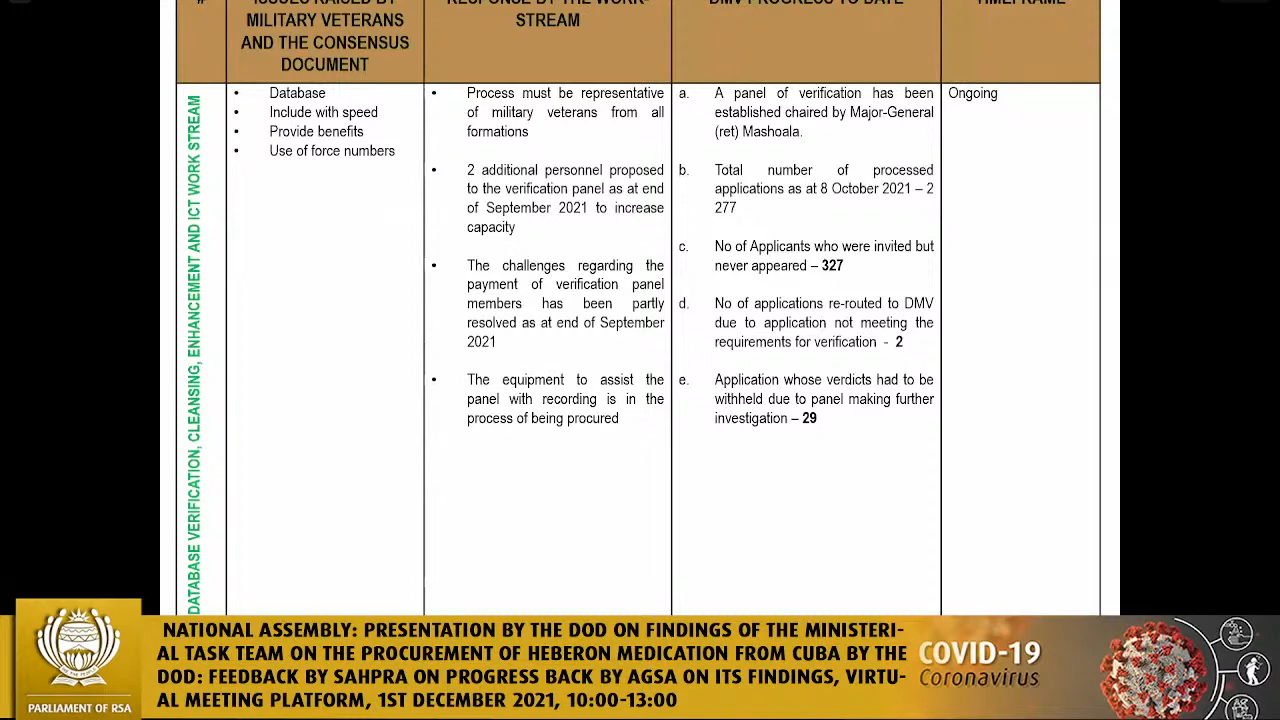 #
ISSUES RAISED BY
MILITARY VETERANS
AND THE CONSENSUS
DOCUMENT
RESPONSE BY THE WORK-
STREAM
DMV PROGRESS TO DATE
TIMEFRAME
DATABASE VERIFICATION, CLEANSING, ENHANCEMENT AND ICT WORK STREAM
• Database
• Include with speed
• Provide benefits
• Use of force numbers
• Process must be representative
of military veterans from all
formations
• 2 additional personnel proposed
to the verification panel as at end
of September 2021 to increase
capacity
• The challenges regarding the
payment of verification panel
members has been partly
resolved as at end of September
2021
• The equipment to assist the
panel with recording is in the
process of being procured
a. A panel of verification has been
established chaired by Major-General
(ret) Mashoala.
b. Total number of processed
applications as at 8 October 2021 – 2
277
c. No of Applicants who were invited but
never appeared – 327
d. No of applications re-routed to DMV
due to application not meeting the
requirements for verification - 2
e. Application whose verdicts had to be
withheld due to panel making further
investigation – 29
Ongoing
PARLIAMENT OF RSA
NATIONAL ASSEMBLY: PRESENTATION BY THE DOD ON FINDINGS OF THE MINISTERI-
AL TASK TEAM ON THE PROCUREMENT OF HEBERON MEDICATION FROM CUBA BY THE
DOD: FEEDBACK BY SAHPRA ON PROGRESS BACK BY AGSA ON ITS FINDINGS, VIRTU-
AL MEETING PLATFORM, 1ST DECEMBER 2021, 10:00-13:00
COVID-19
Coronavirus